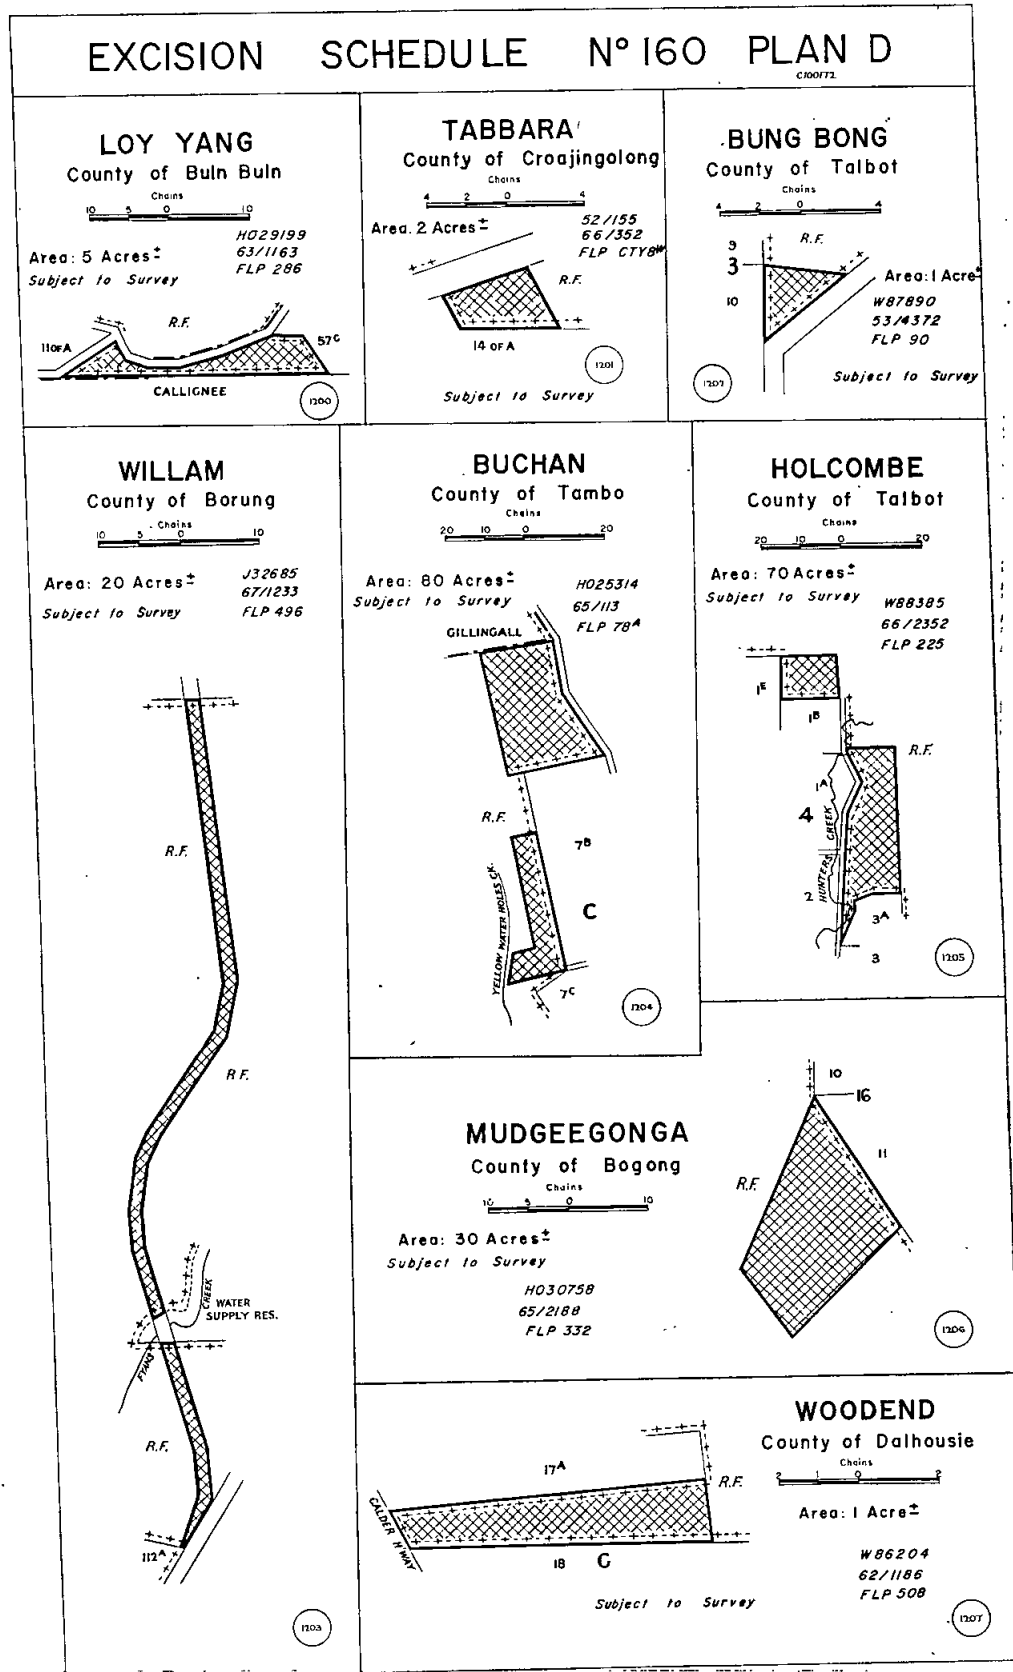 EXCISION SCHEDULE Nº 160 PLAN D
LOY YANG
County of Buln Buln
Chains
10 5 0 10
Area: 5 Acres±
Subject to Survey
HO29199
63/1163
FLP 286
R.F.
11 OF A
57C
CALLIGNEE
1200
TABBARA
County of Croajingolong
Chains
4 2 0 4
Area. 2 Acres±
52/155
66/352
R.F.
14 OF A
1201
Subject to Survey
BUNG BONG
County of Talbot
Chains
4 2 0 4
9
3
10
R.F.
Area: 1 Acre±
W87890
53/4372
FLP 90
Subject to Survey
WILLAM
County of Borung
Chains
10 5 0 10
Area: 20 Acres±
Subject to Survey
J32685
67/1233
FLP 496
R.F.
R.F.
CREEK
WATER
SUPPLY RES.
FYANS
R.F.
112A
1203
BUCHAN
County of Tambo
Chains
20 10 0 20
Area: 80 Acres±
Subject to Survey
HO25314
65/113
FLP 78A
GILLINGALL
R.F.
7B
YELLOW WATER HOLES CK.
C
7C
1204
HOLCOMBE
County of Talbot
Chains
20 10 0 20
Area: 70 Acres±
Subject to Survey
W88385
66/2352
FLP 225
1E
1B
R.F.
1A
4
HUNTERS CREEK
2
3A
3
1205
MUDGEEGONGA
County of Bogong
Chains
10 5 0 10
Area: 30 Acres±
Subject to Survey
HO30758
65/2188
FLP 332
10
16
11
R.F.
1206
WOODEND
County of Dalhousie
Chains
2 1 0 2
Area: 1 Acre±
W86204
62/1186
FLP 508
17A
R.F.
CALDER H'WAY
18 G
Subject to Survey
1207